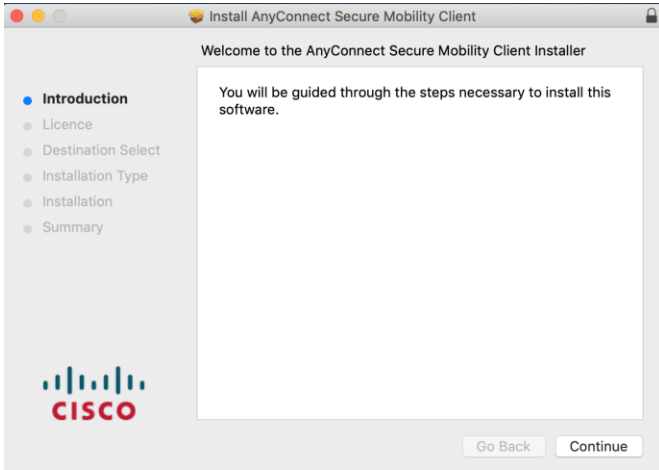 Install AnyConnect Secure Mobility Client
Welcome to the AnyConnect Secure Mobility Client Installer
Introduction
Licence
Destination Select
Installation Type
Installation
Summary
You will be guided through the steps necessary to install this
software.
CISCO
Go Back
Continue